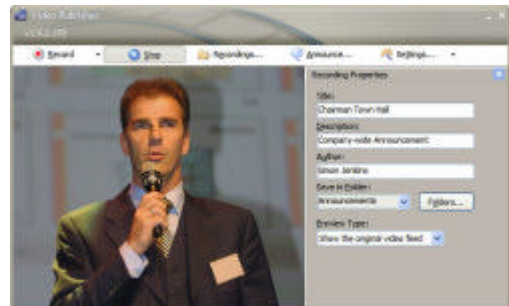 Video Publisher
Record
Stop
Recordings...
Announce...
Settings...
Recording Properties
Title:
Chairman Town Hall
Description:
Company-wide Announcement
Author:
Simon Jenkins
Save in Folder:
Announcements
Folders...
Preview Type:
Show the original video feed